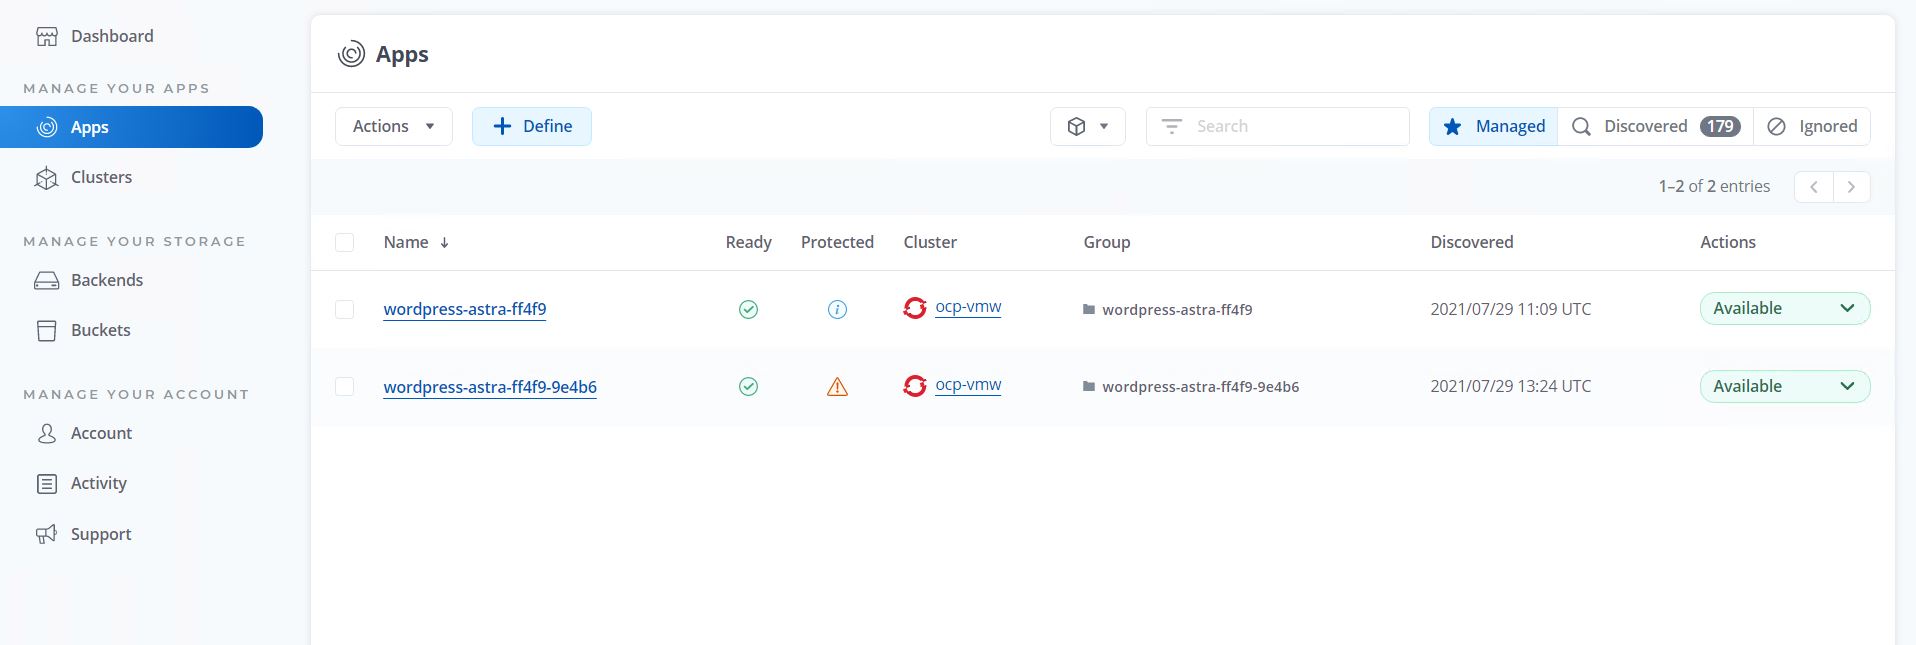 Dashboard
MANAGE YOUR APPS
Apps
Clusters
MANAGE YOUR STORAGE
Backends
Buckets
MANAGE YOUR ACCOUNT
Account
Activity
Support
Apps
Actions Define Search Managed Discovered 179 Ignored
1–2 of 2 entries
Name Ready Protected Cluster Group Discovered Actions
wordpress-astra-ff4f9 ocp-vmw wordpress-astra-ff4f9 2021/07/29 11:09 UTC Available
wordpress-astra-ff4f9-9e4b6 ocp-vmw wordpress-astra-ff4f9-9e4b6 2021/07/29 13:24 UTC Available